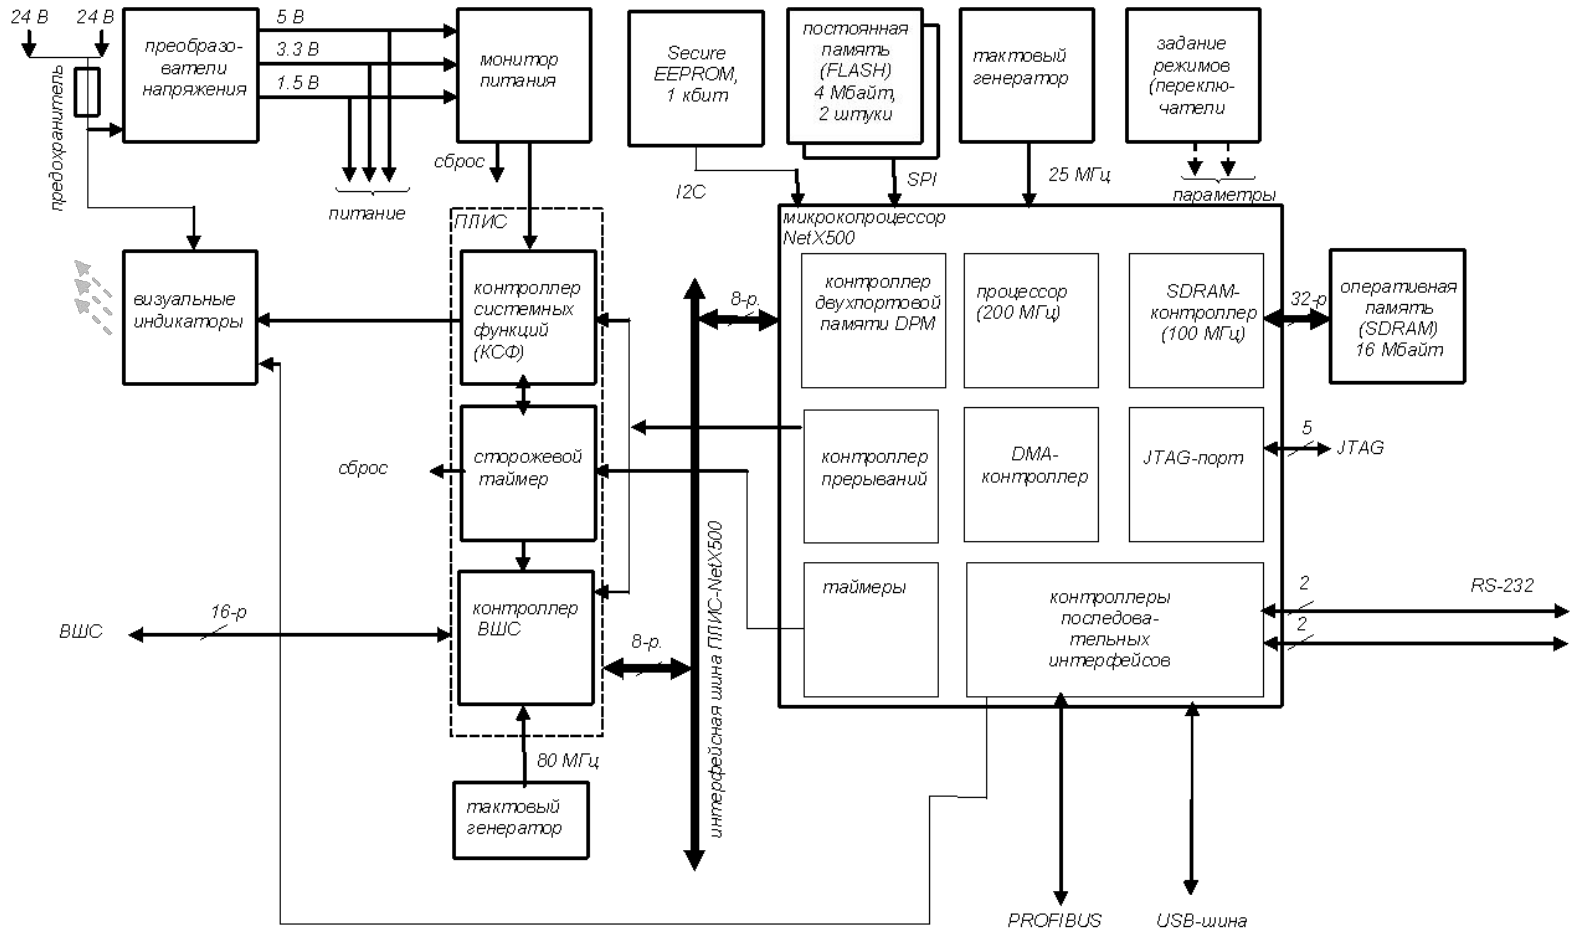 24 В
24 В
предохранитель
преобразо-
ватели
напряжения
5 В
3.3 В
1.5 В
питание
монитор
питания
сброс
Secure
EEPROM,
1 кбит
I2C
постоянная
память
(FLASH)
4 Мбайт,
2 штуки
SPI
тактовый
генератор
25 МГц
задание
режимов
(переклю-
чатели
параметры
визуальные
индикаторы
ПЛИС
контроллер
системных
функций
(КСФ)
сторожевой
таймер
сброс
контроллер
ВШС
ВШС
16-р
80 МГц
тактовый
генератор
8-р.
8-р.
интерфейсная шина ПЛИС-NetX500
микрокопроцессор
NetX500
контроллер
двухпортовой
памяти DPM
процессор
(200 МГц)
SDRAM-
контроллер
(100 МГц)
32-р
оперативная
память
(SDRAM)
16 Мбайт
контроллер
прерываний
DMA-
контроллер
JTAG-порт
5
JTAG
таймеры
контроллеры
последова-
тельных
интерфейсов
2
RS-232
2
PROFIBUS
USB-шина